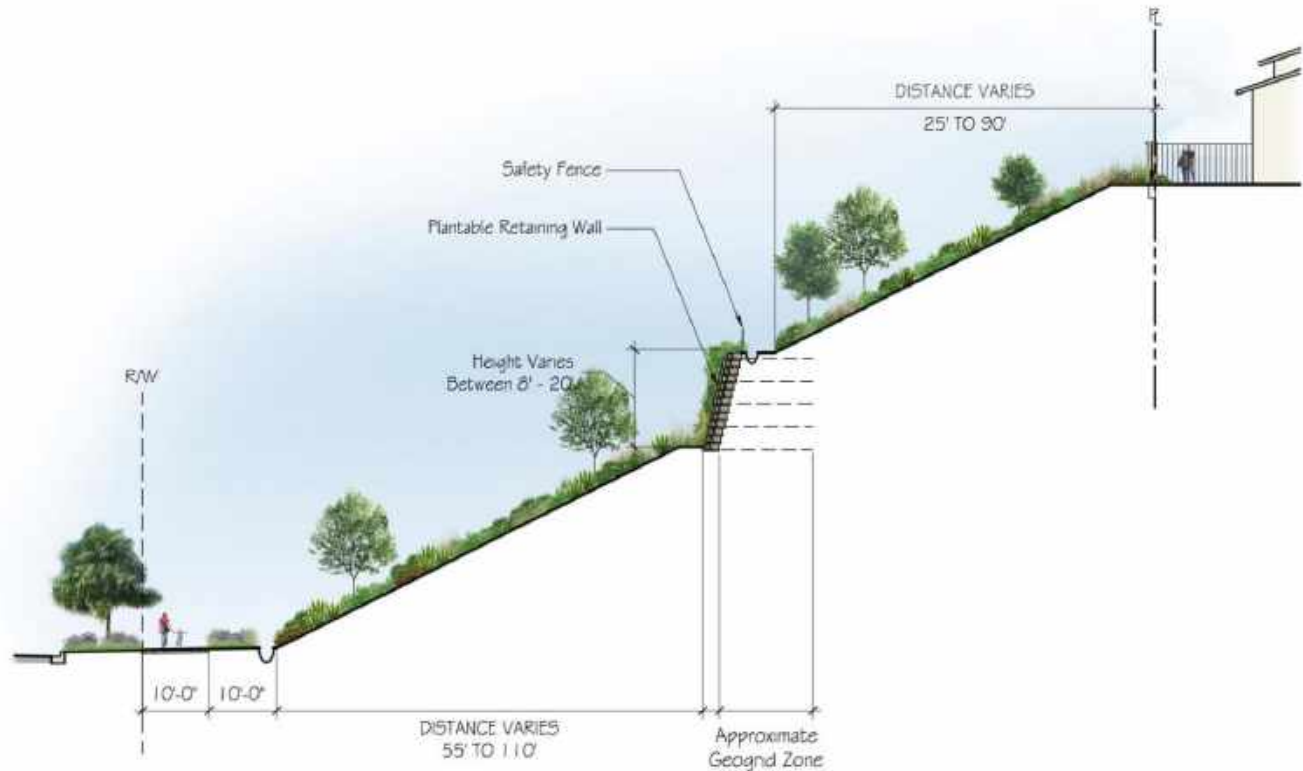 PL
DISTANCE VARIES
25' TO 90'
Safety Fence
Plantable Retaining Wall
Height Varies
Between 8' - 20'
R/W
10'-0"
10'-0"
DISTANCE VARIES
55' TO 110'
Approximate
Geogrid Zone